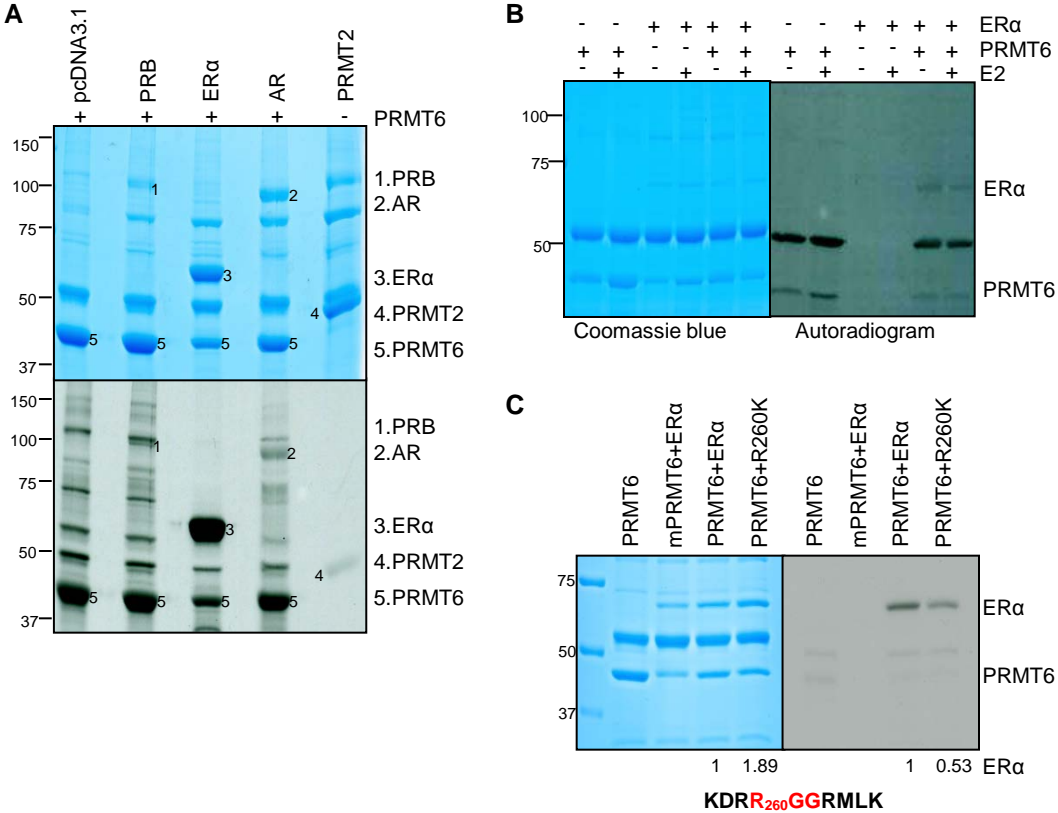 A
pcDNA3.1
PRB
ERα
AR
PRMT2
+ + + + - PRMT6
150
100
75
50
37
1 2 3 4 5 5 5 5
1.PRB
2.AR
3.ERα
4.PRMT2
5.PRMT6
150
100
75
50
37
1 2 3 4 5 5 5 5
1.PRB
2.AR
3.ERα
4.PRMT2
5.PRMT6
B
- - + + + + - - + + + + ERα
+ + - - + + + + - - + + PRMT6
- + - + - + - + - + - + E2
100
75
50
ERα
PRMT6
Coomassie blue Autoradiogram
C
PRMT6
mPRMT6+ERα
PRMT6+ERα
PRMT6+R260K
PRMT6
mPRMT6+ERα
PRMT6+ERα
PRMT6+R260K
75
50
37
ERα
PRMT6
1 1.89 1 0.53 ERα
KDRR₂₆₀GGRMLK